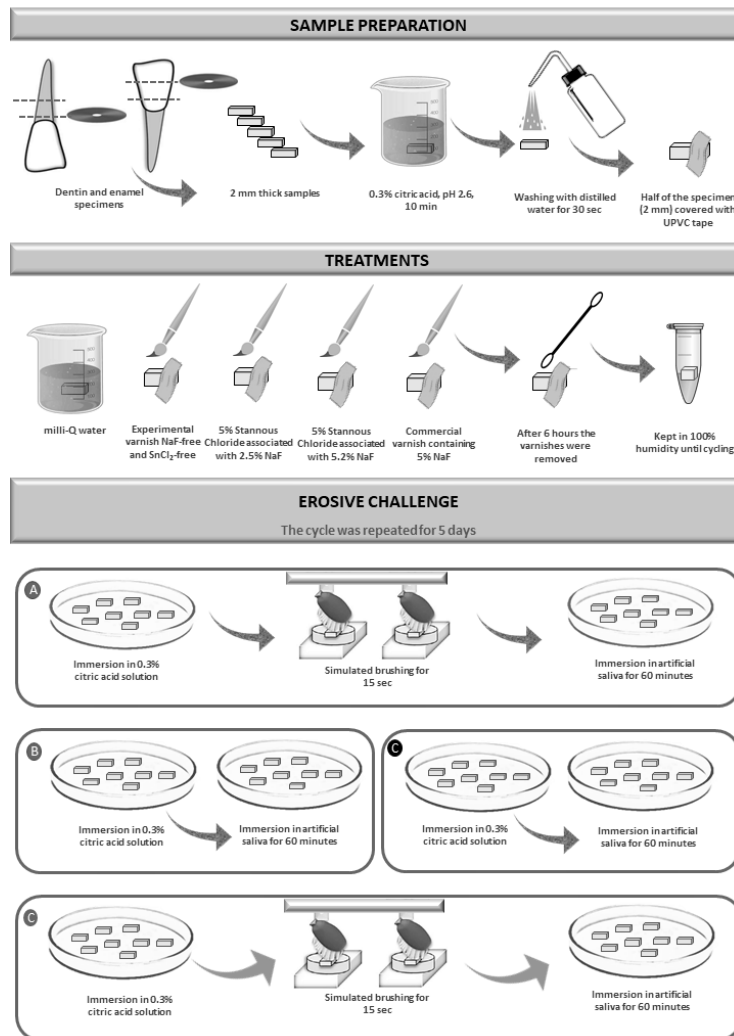 SAMPLE PREPARATION
Dentin and enamel
specimens
2 mm thick samples
0.3% citric acid, pH 2.6,
10 min
Washing with distilled
water for 30 sec
Half of the specimen
(2 mm) covered with
UPVC tape
TREATMENTS
milli-Q water
Experimental
varnish NaF-free
and SnCl₂-free
5% Stannous
Chloride associated
with 2.5% NaF
5% Stannous
Chloride associated
with 5.2% NaF
Commercial
varnish containing
5% NaF
After 6 hours the
varnishes were
removed
Kept in 100%
humidity until cycling
EROSIVE CHALLENGE
The cycle was repeated for 5 days
A
Immersion in 0.3%
citric acid solution
Simulated brushing for
15 sec
Immersion in artificial
saliva for 60 minutes
B
Immersion in 0.3%
citric acid solution
Immersion in artificial
saliva for 60 minutes
C
Immersion in 0.3%
citric acid solution
Immersion in artificial
saliva for 60 minutes
C
Immersion in 0.3%
citric acid solution
Simulated brushing for
15 sec
Immersion in artificial
saliva for 60 minutes